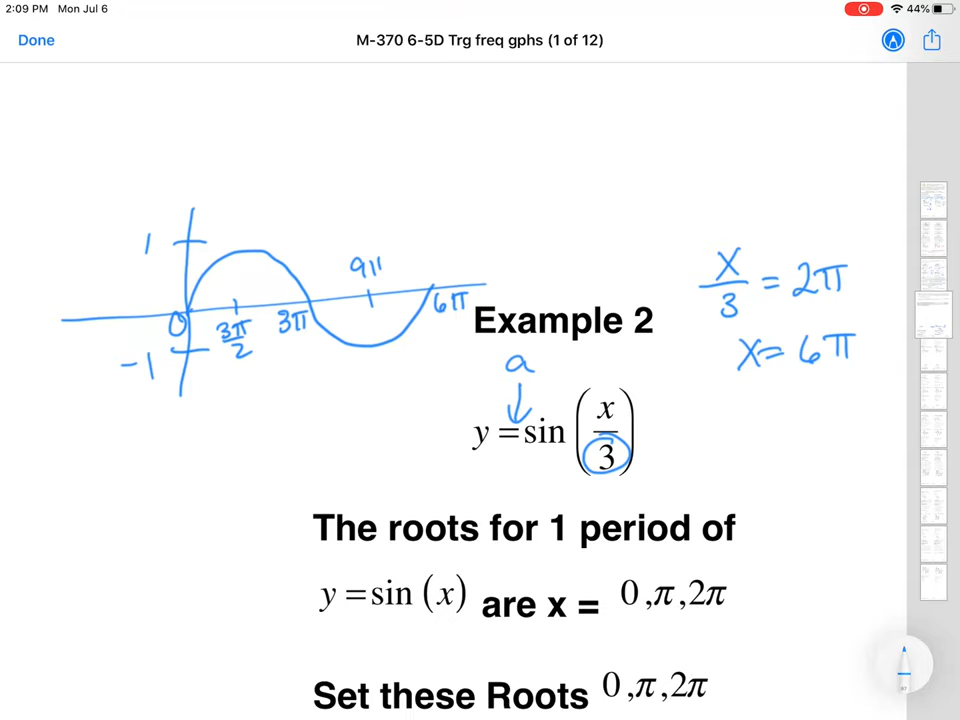 2:09 PM Mon Jul 6 44%
Done M-370 6-5D Trg freq gphs (1 of 12)
1
9π
x/3 = 2π
0 3π/2 3π 6π
-1
x = 6π
Example 2
a
y = sin (x/3)
The roots for 1 period of
y = sin (x) are x = 0 ,π ,2π
Set these Roots 0 ,π ,2π